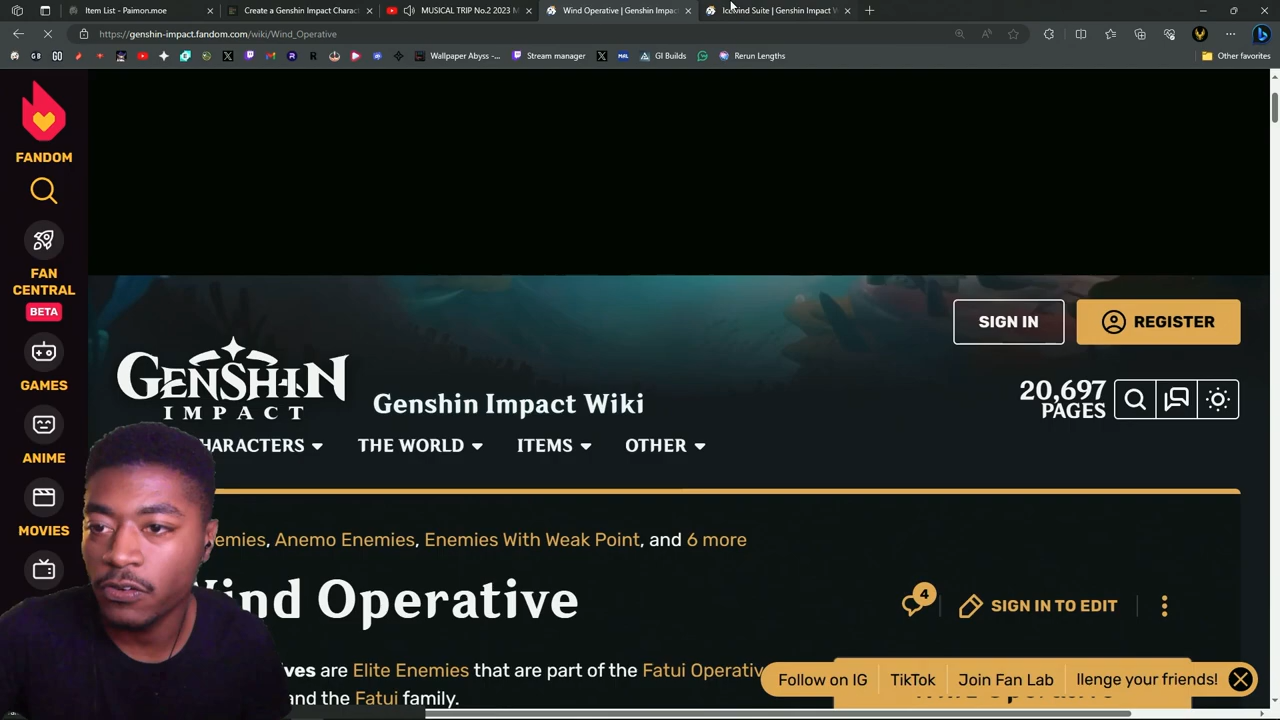 Item List - Paimon.moe
Create a Genshin Impact Charact
MUSICAL TRIP No.2 2023 M
Wind Operative | Genshin Impac
Icewind Suite | Genshin Impact W
https://genshin-impact.fandom.com/wiki/Wind_Operative
Wallpaper Abyss -...
Stream manager
GI Builds
Rerun Lengths
Other favorites
FANDOM
FAN
CENTRAL
BETA
GAMES
ANIME
MOVIES
SIGN IN
REGISTER
GENSHIN
IMPACT
Genshin Impact Wiki
20,697
PAGES
HARACTERS
THE WORLD
ITEMS
OTHER
emies, Anemo Enemies, Enemies With Weak Point, and 6 more
Wind Operative
4
SIGN IN TO EDIT
ves are Elite Enemies that are part of the Fatui Operativ
and the Fatui family.
Follow on IG
TikTok
Join Fan Lab
llenge your friends!